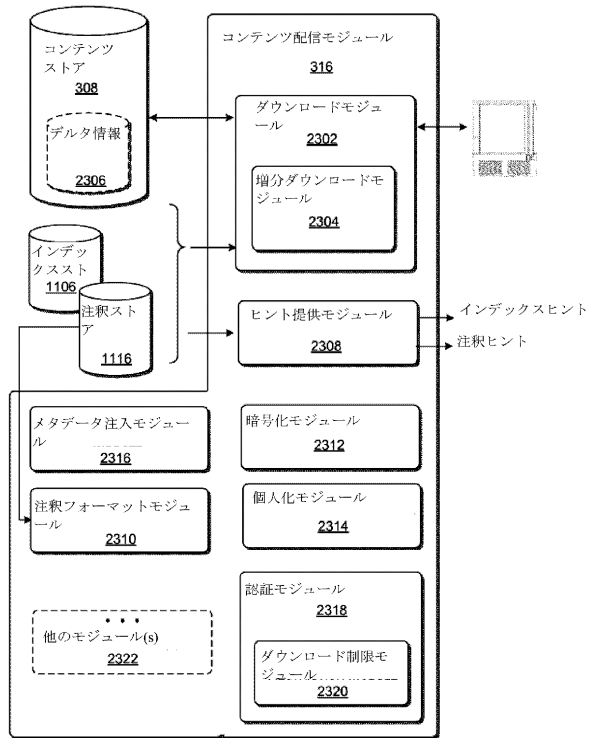 コンテンツ
ストア
308
デルタ情報
2306
インデッ
クススト
1106
注釈スト
ア
1116
コンテンツ配信モジュール
316
ダウンロードモジュ
ール
2302
増分ダウンロードモ
ジュール
2304
ヒント提供モジュール
2308
インデックスヒント
注釈ヒント
メタデータ注入モジュー
ル
2316
暗号化モジュール
2312
注釈フォーマットモジュ
ール
2310
個人化モジュール
2314
認証モジュール
2318
ダウンロード制限モ
ジュール
2320
• • •
他のモジュール(s)
2322